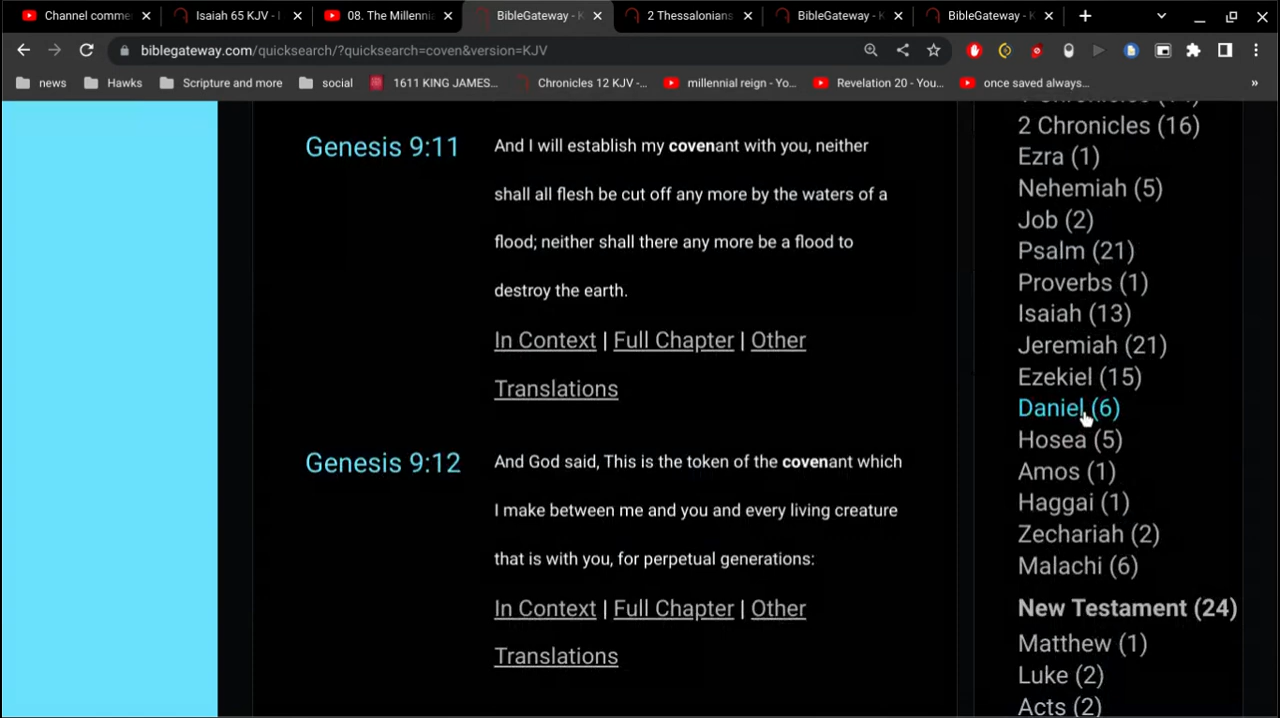 Channel comme
Isaiah 65 KJV - I
08. The Millennia
BibleGateway - K
2 Thessalonians
BibleGateway - K
BibleGateway - K
biblegateway.com/quicksearch/?quicksearch=coven&version=KJV
news
Hawks
Scripture and more
social
1611 KING JAMES...
Chronicles 12 KJV -...
millennial reign - Yo...
Revelation 20 - You...
once saved always...
»
Genesis 9:11
And I will establish my covenant with you, neither
shall all flesh be cut off any more by the waters of a
flood; neither shall there any more be a flood to
destroy the earth.
In Context | Full Chapter | Other
Translations
Genesis 9:12
And God said, This is the token of the covenant which
I make between me and you and every living creature
that is with you, for perpetual generations:
In Context | Full Chapter | Other
Translations
2 Chronicles (16)
Ezra (1)
Nehemiah (5)
Job (2)
Psalm (21)
Proverbs (1)
Isaiah (13)
Jeremiah (21)
Ezekiel (15)
Daniel (6)
Hosea (5)
Amos (1)
Haggai (1)
Zechariah (2)
Malachi (6)
New Testament (24)
Matthew (1)
Luke (2)
Acts (2)